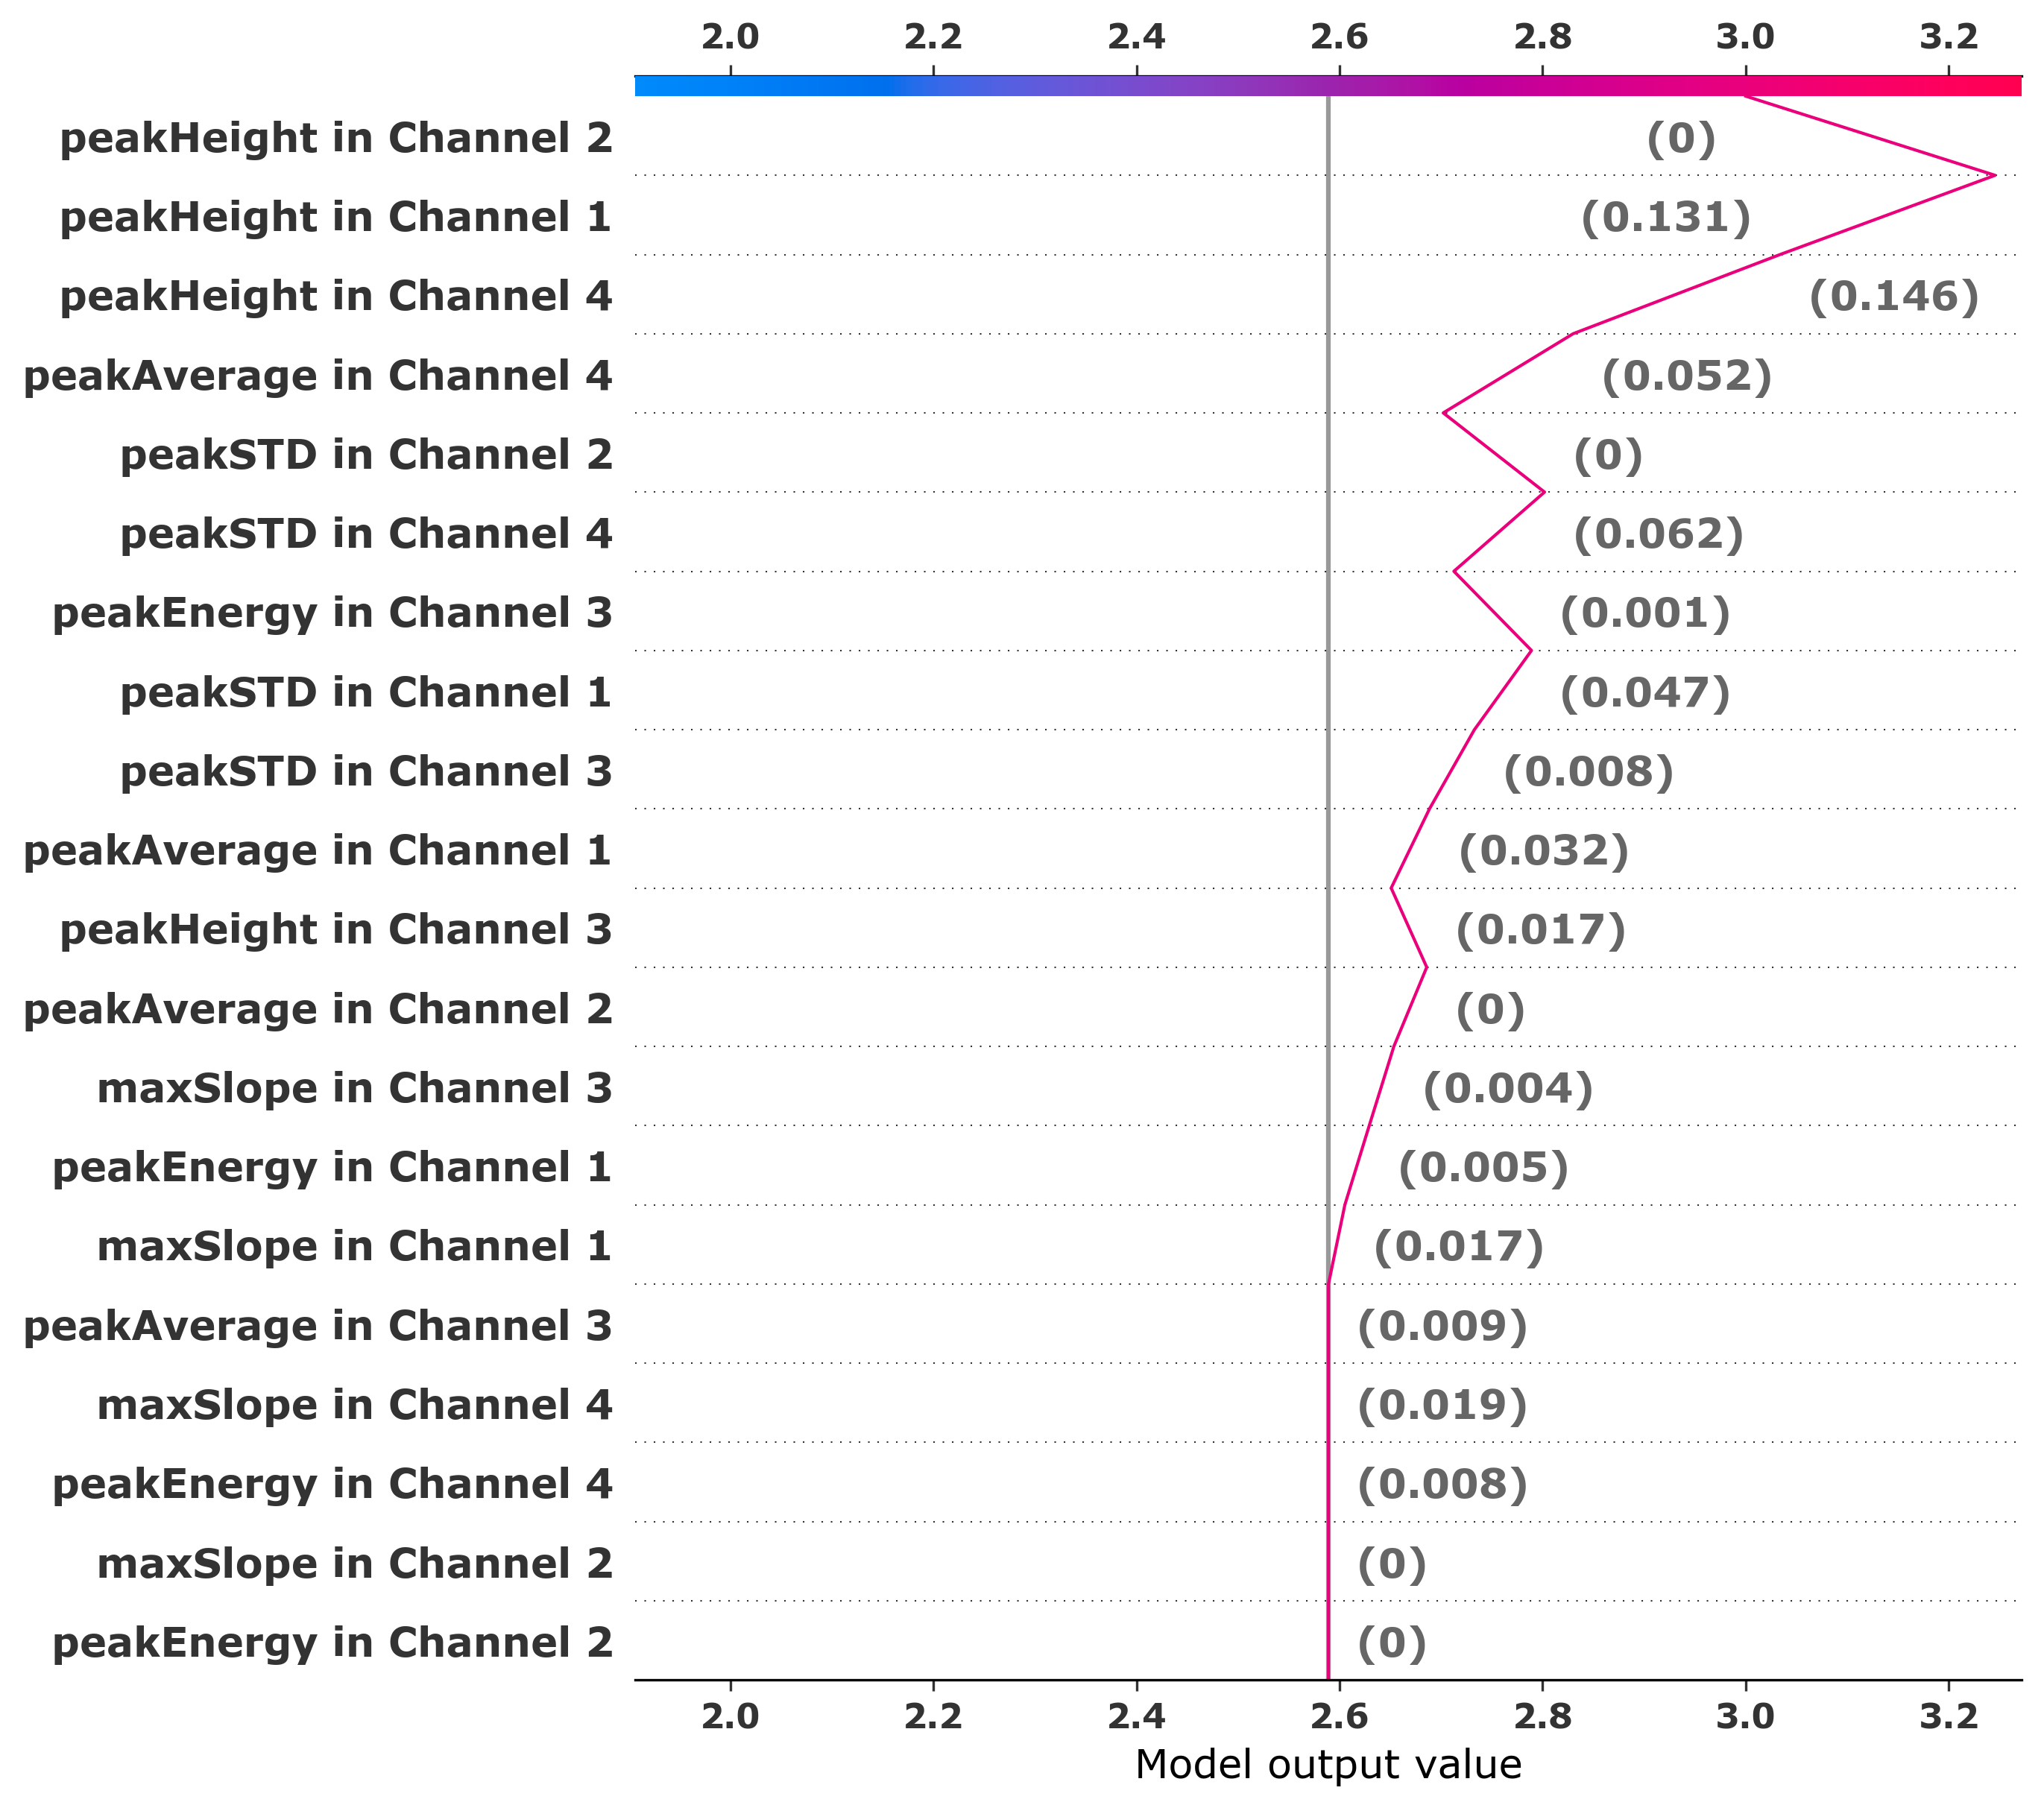 2.0 2.2 2.4 2.6 2.8 3.0 3.2
peakHeight in Channel 2 (0)
peakHeight in Channel 1 (0.131)
peakHeight in Channel 4 (0.146)
peakAverage in Channel 4 (0.052)
peakSTD in Channel 2 (0)
peakSTD in Channel 4 (0.062)
peakEnergy in Channel 3 (0.001)
peakSTD in Channel 1 (0.047)
peakSTD in Channel 3 (0.008)
peakAverage in Channel 1 (0.032)
peakHeight in Channel 3 (0.017)
peakAverage in Channel 2 (0)
maxSlope in Channel 3 (0.004)
peakEnergy in Channel 1 (0.005)
maxSlope in Channel 1 (0.017)
peakAverage in Channel 3 (0.009)
maxSlope in Channel 4 (0.019)
peakEnergy in Channel 4 (0.008)
maxSlope in Channel 2 (0)
peakEnergy in Channel 2 (0)
2.0 2.2 2.4 2.6 2.8 3.0 3.2
Model output value